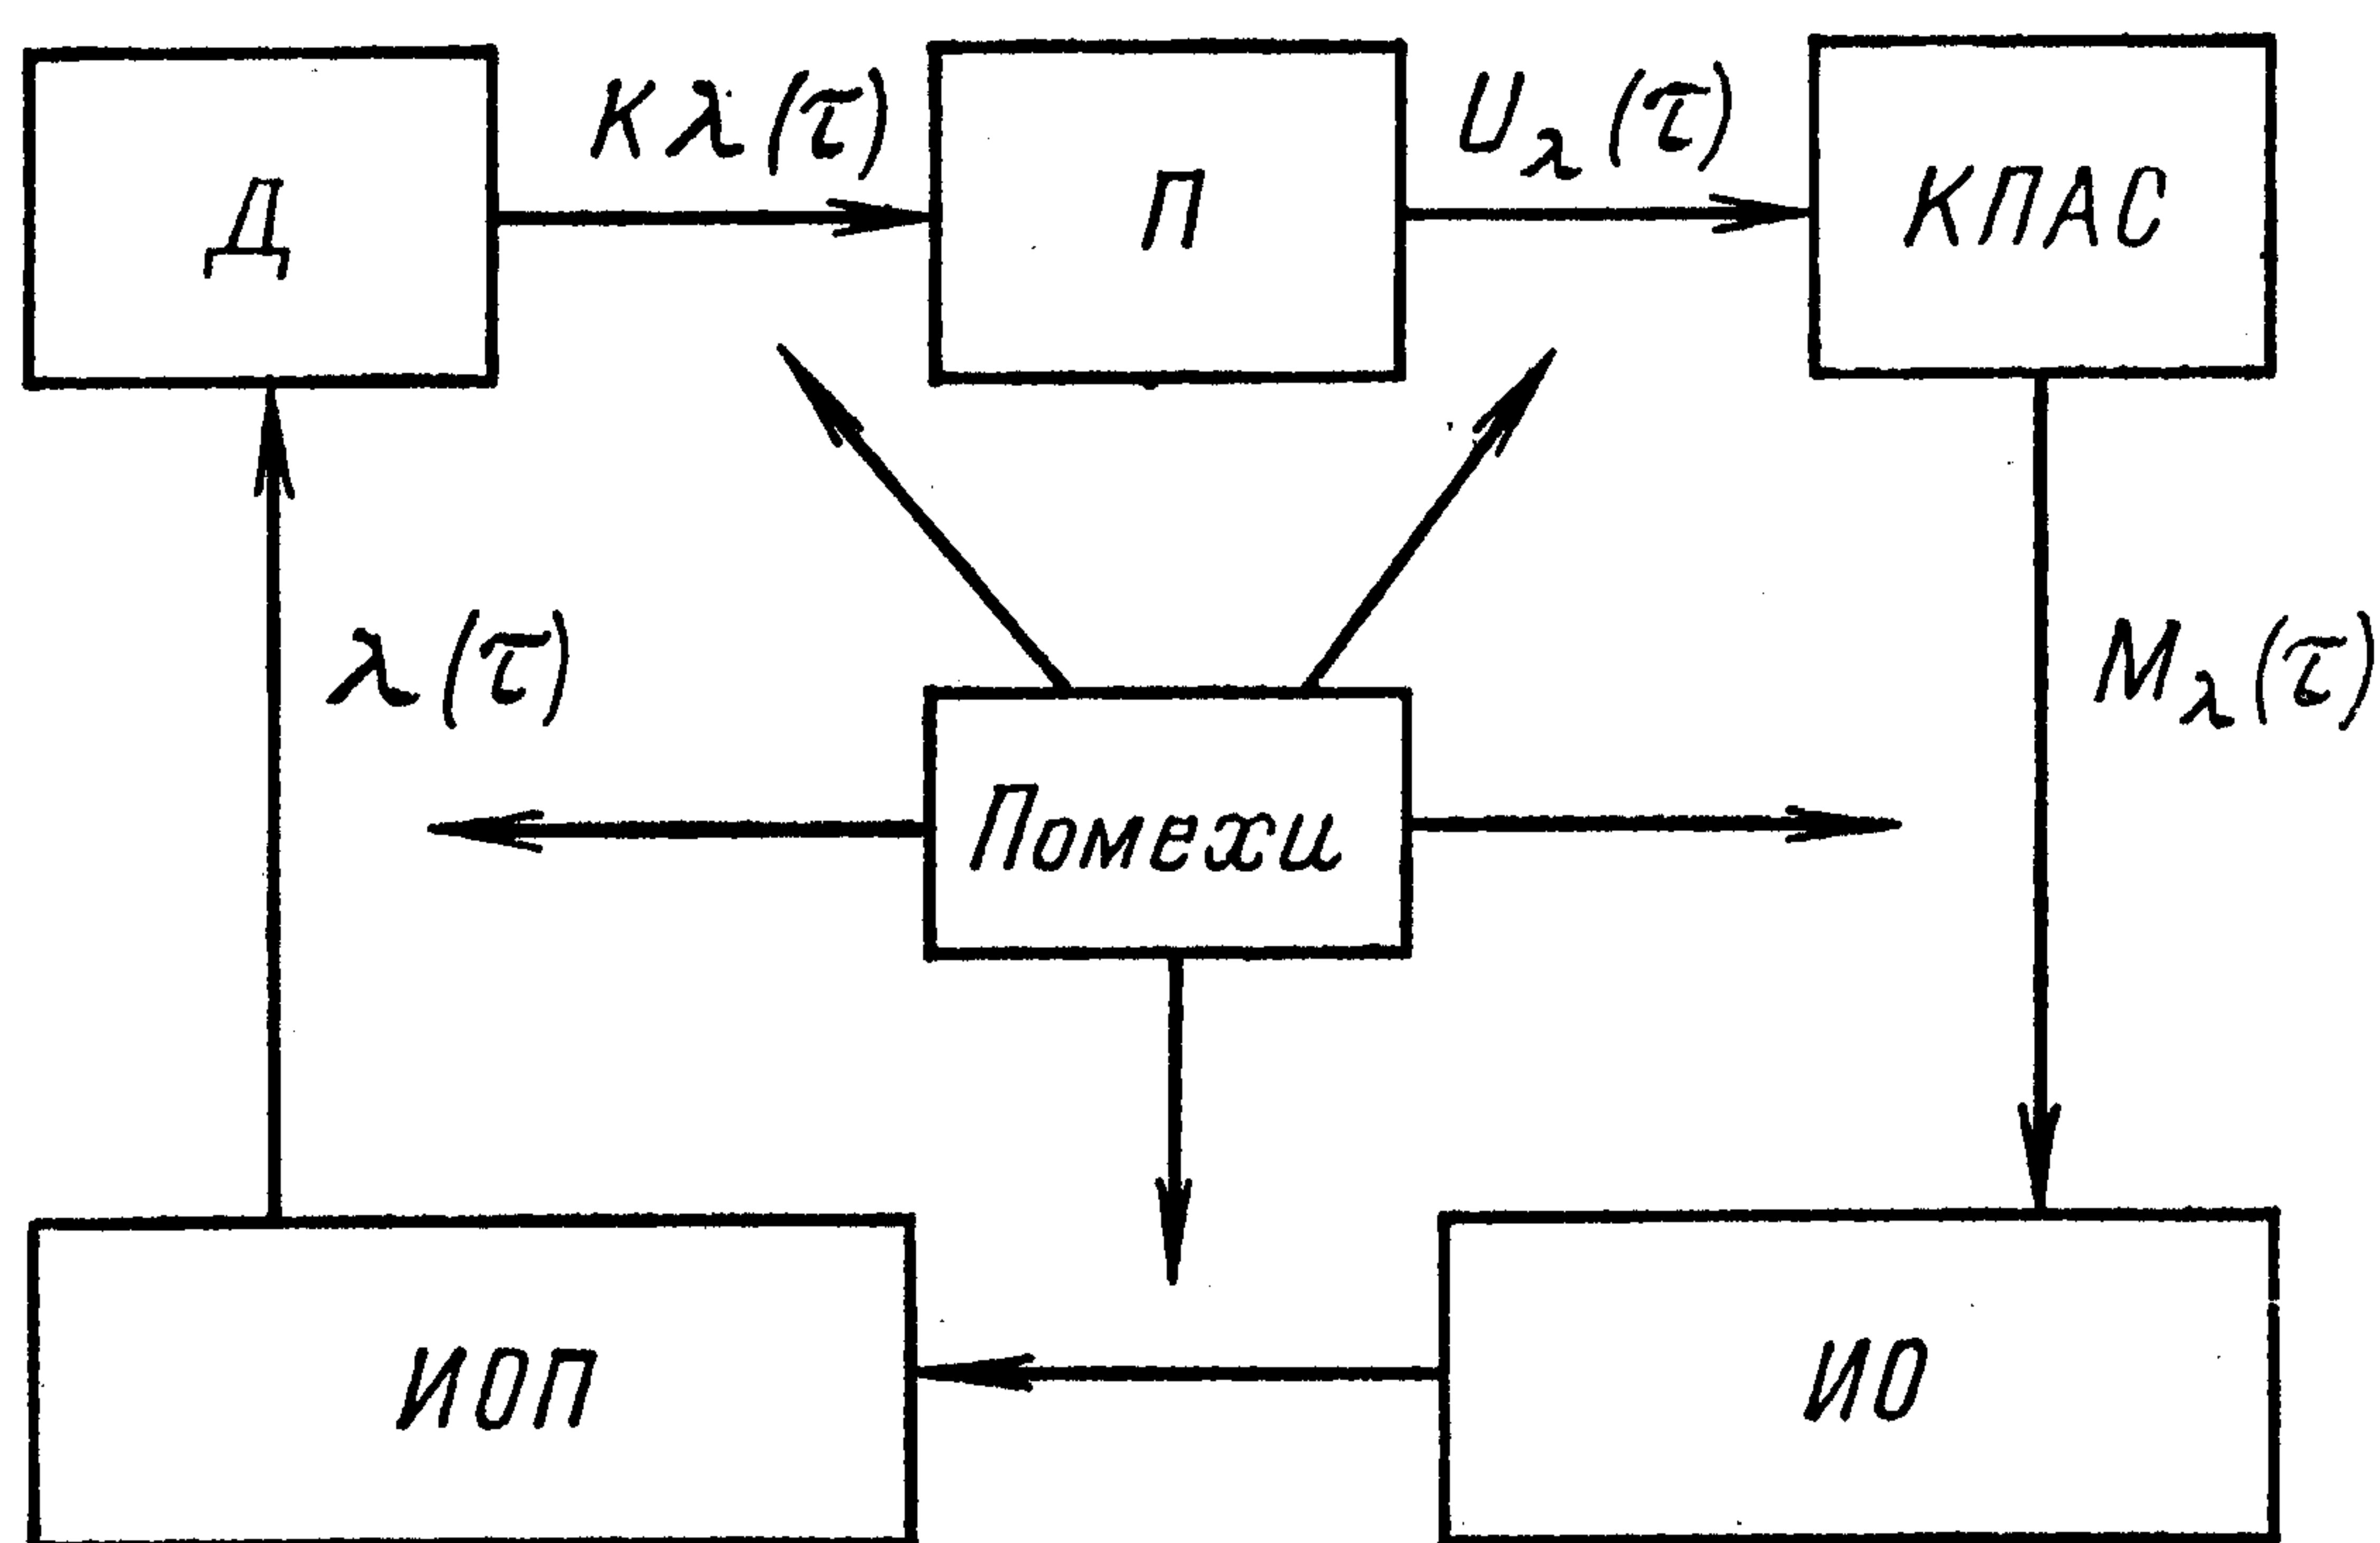 Д
Kλ(τ)
П
U_λ(τ)
КПАС
λ(τ)
M_λ(τ)
Помехи
ИОП
ИО